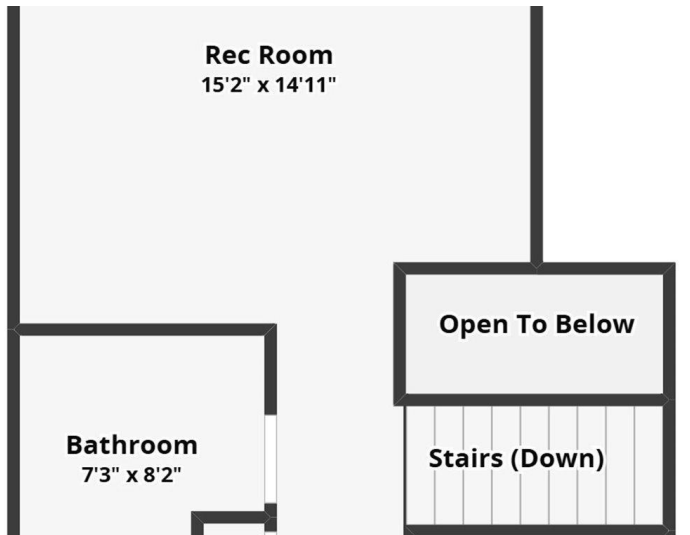 Rec Room
15'2" x 14'11"
Open To Below
Bathroom
7'3" x 8'2"
Stairs (Down)